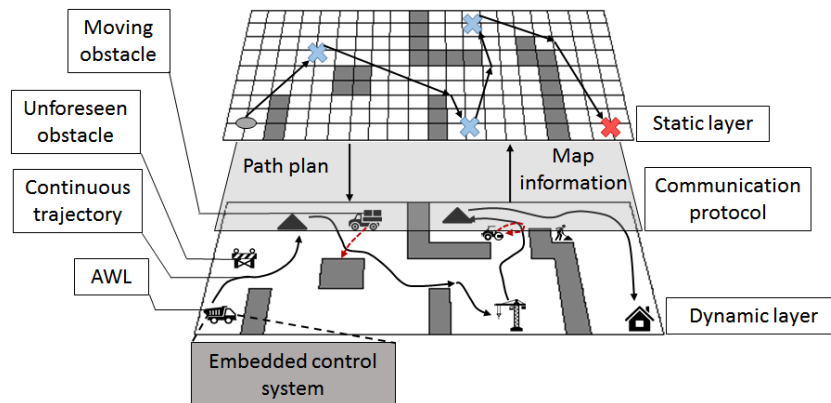 Moving
obstacle
Unforeseen
obstacle
Continuous
trajectory
AWL
Path plan
Map
information
Static layer
Communication
protocol
Dynamic layer
Embedded control
system